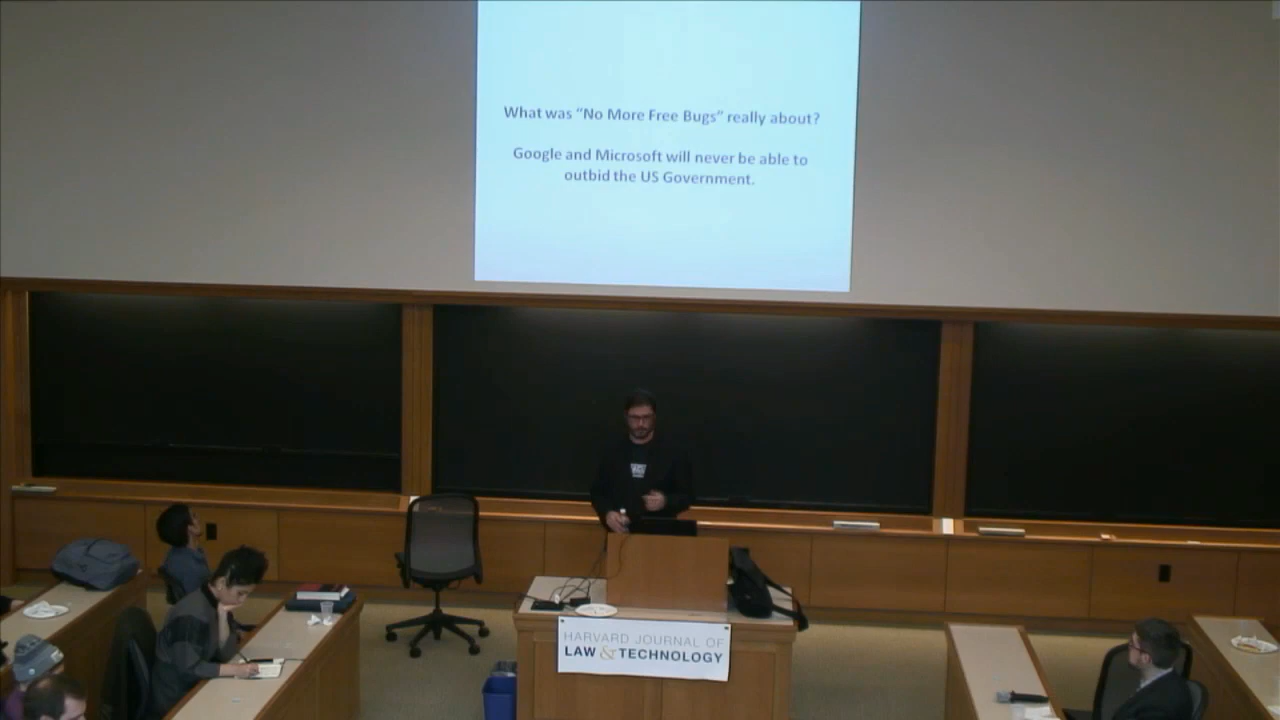 What was “No More Free Bugs” really about?
Google and Microsoft will never be able to
outbid the US Government.
HARVARD JOURNAL OF
LAW & TECHNOLOGY